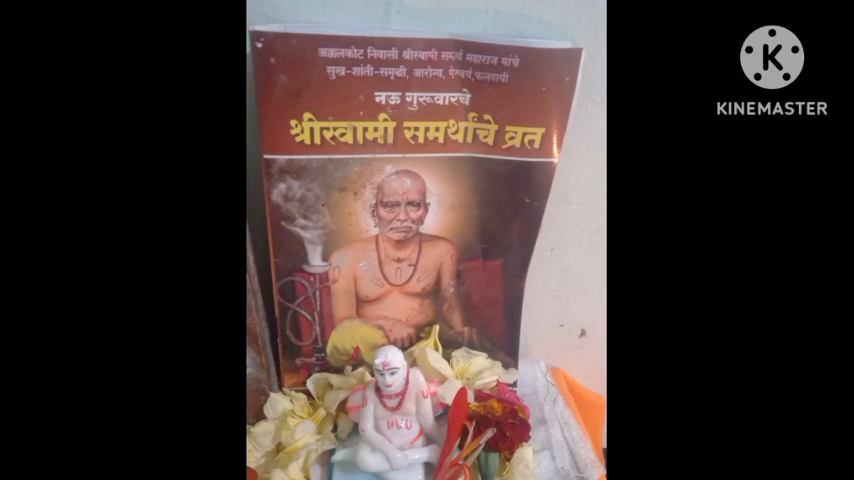 अक्कलकोट निवासी श्रीस्वामी समर्थ महाराज यांचे
सुख-शांती-समृद्धी, आरोग्य, ऐश्वर्य,फलदायी
नऊ गुरूवारचे
श्रीस्वामी समर्थांचे व्रत
K
KINEMASTER